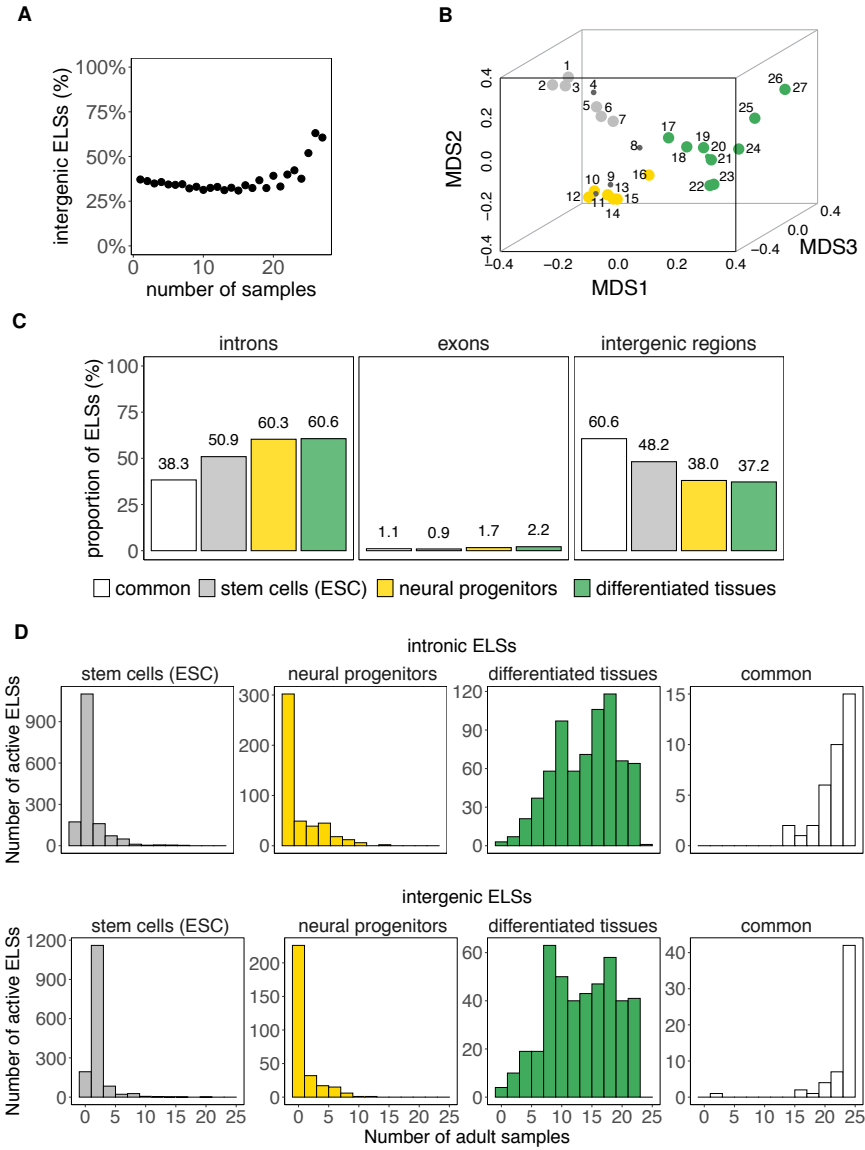 A
intergenic ELSs (%)
100%
75%
50%
25%
0%
0
10
20
number of samples
B
MDS2
0.4
0.2
0.0
−0.2
−0.4
−0.4
−0.2
0.0
0.2
0.4
MDS1
−0.4
0.0
0.4
MDS3
1
2
3
4
5
6
7
8
9
10
11
12
13
14
15
16
17
18
19
20
21
22
23
24
25
26
27
C
proportion of ELSs (%)
100
75
50
25
0
introns
exons
intergenic regions
38.3
50.9
60.3
60.6
1.1
0.9
1.7
2.2
60.6
48.2
38.0
37.2
common
stem cells (ESC)
neural progenitors
differentiated tissues
D
intronic ELSs
stem cells (ESC)
neural progenitors
differentiated tissues
common
Number of active ELSs
900
600
300
0
300
200
100
0
120
90
60
30
0
15
10
5
0
intergenic ELSs
stem cells (ESC)
neural progenitors
differentiated tissues
common
Number of active ELSs
1200
900
600
300
0
200
150
100
50
0
60
40
20
0
40
30
20
10
0
0 5 10 15 20 25
0 5 10 15 20 25
0 5 10 15 20 25
0 5 10 15 20 25
Number of adult samples